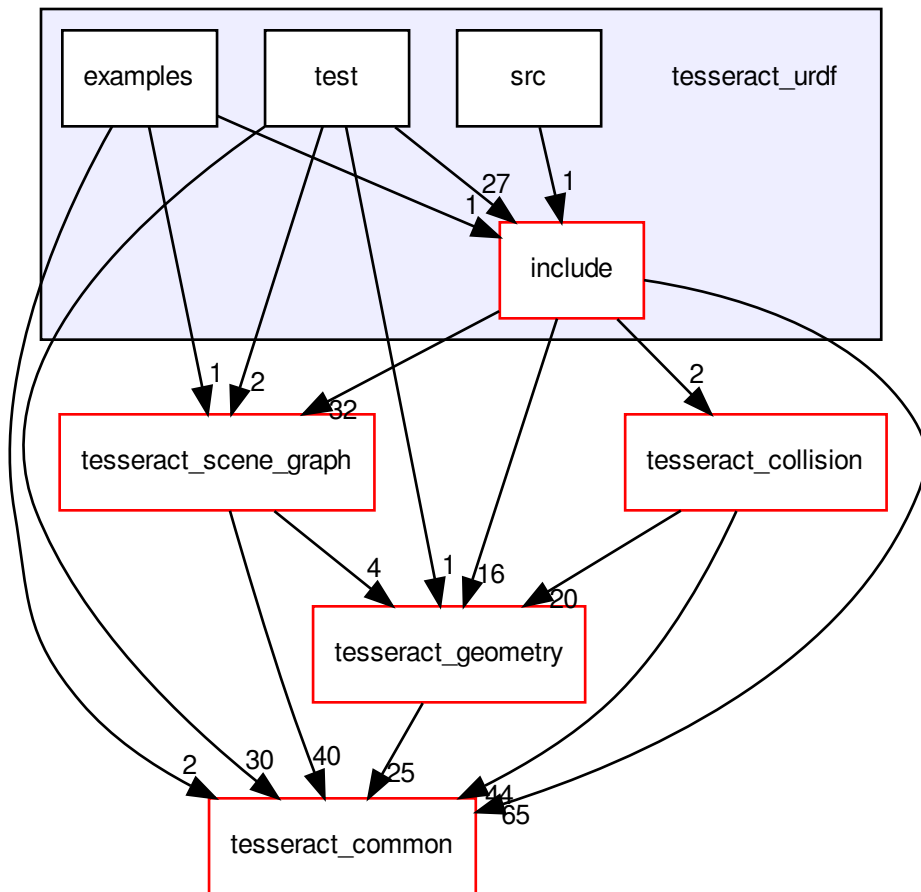 examples
test
src
tesseract_urdf
27
1
1
include
1
2
32
2
tesseract_scene_graph
tesseract_collision
4
1
16
20
tesseract_geometry
2
30
40
25
44
65
tesseract_common